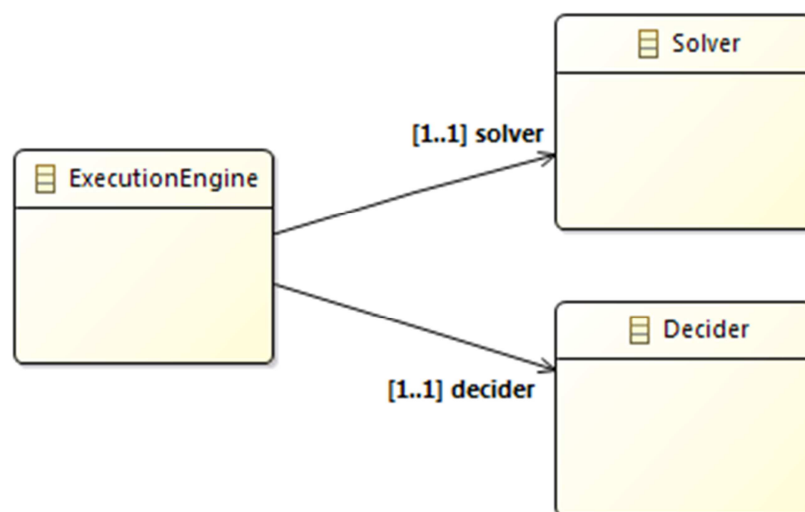 Solver
[1..1] solver
ExecutionEngine
Decider
[1..1] decider